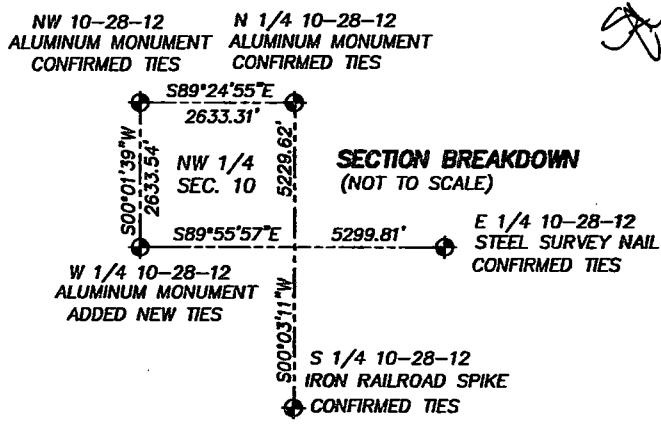 NW 10-28-12
ALUMINUM MONUMENT
CONFIRMED TIES
N 1/4 10-28-12
ALUMINUM MONUMENT
CONFIRMED TIES
S89°24'55"E
2633.31'
S00°01'39"W
2633.54'
NW 1/4
SEC. 10
5229.62'
SECTION BREAKDOWN
(NOT TO SCALE)
S89°55'57"E
5299.81'
E 1/4 10-28-12
STEEL SURVEY NAIL
CONFIRMED TIES
W 1/4 10-28-12
ALUMINUM MONUMENT
ADDED NEW TIES
S00°03'11"W
S 1/4 10-28-12
IRON RAILROAD SPIKE
CONFIRMED TIES